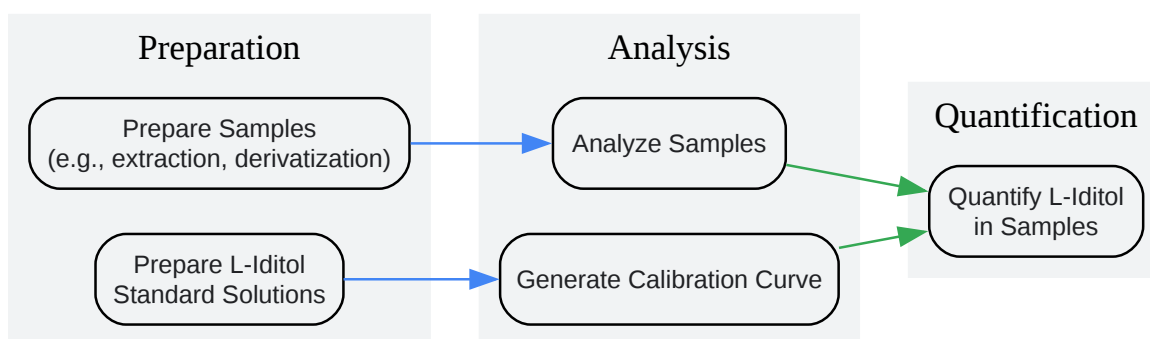 Preparation
Prepare Samples
(e.g., extraction, derivatization)
Prepare L-Iditol
Standard Solutions
Analysis
Analyze Samples
Generate Calibration Curve
Quantification
Quantify L-Iditol
in Samples